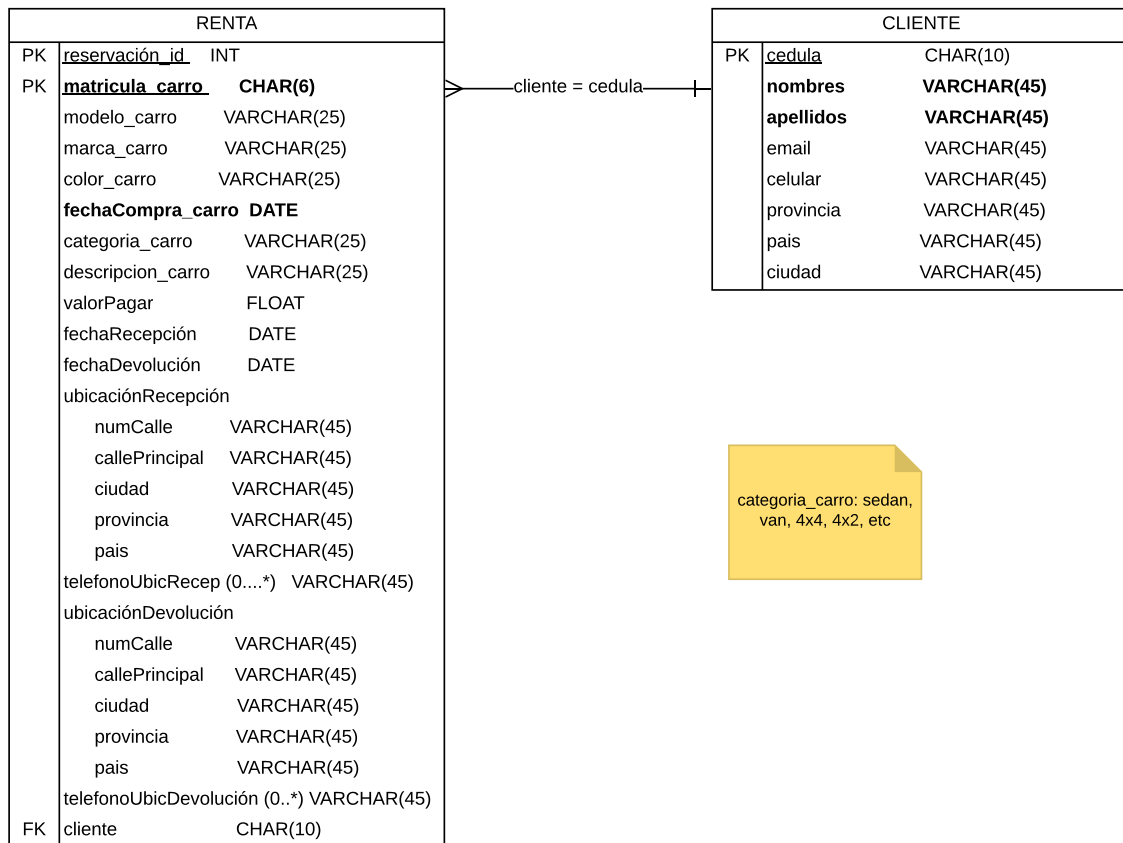 RENTA
PK reservación_id INT
PK matricula_carro CHAR(6)
modelo_carro VARCHAR(25)
marca_carro VARCHAR(25)
color_carro VARCHAR(25)
fechaCompra_carro DATE
categoria_carro VARCHAR(25)
descripcion_carro VARCHAR(25)
valorPagar FLOAT
fechaRecepción DATE
fechaDevolución DATE
ubicaciónRecepción
numCalle VARCHAR(45)
callePrincipal VARCHAR(45)
ciudad VARCHAR(45)
provincia VARCHAR(45)
pais VARCHAR(45)
telefonoUbicRecep (0....*) VARCHAR(45)
ubicaciónDevolución
numCalle VARCHAR(45)
callePrincipal VARCHAR(45)
ciudad VARCHAR(45)
provincia VARCHAR(45)
pais VARCHAR(45)
telefonoUbicDevolución (0..*) VARCHAR(45)
FK cliente CHAR(10)
cliente = cedula
CLIENTE
PK cedula CHAR(10)
nombres VARCHAR(45)
apellidos VARCHAR(45)
email VARCHAR(45)
celular VARCHAR(45)
provincia VARCHAR(45)
pais VARCHAR(45)
ciudad VARCHAR(45)
categoria_carro: sedan,
van, 4x4, 4x2, etc